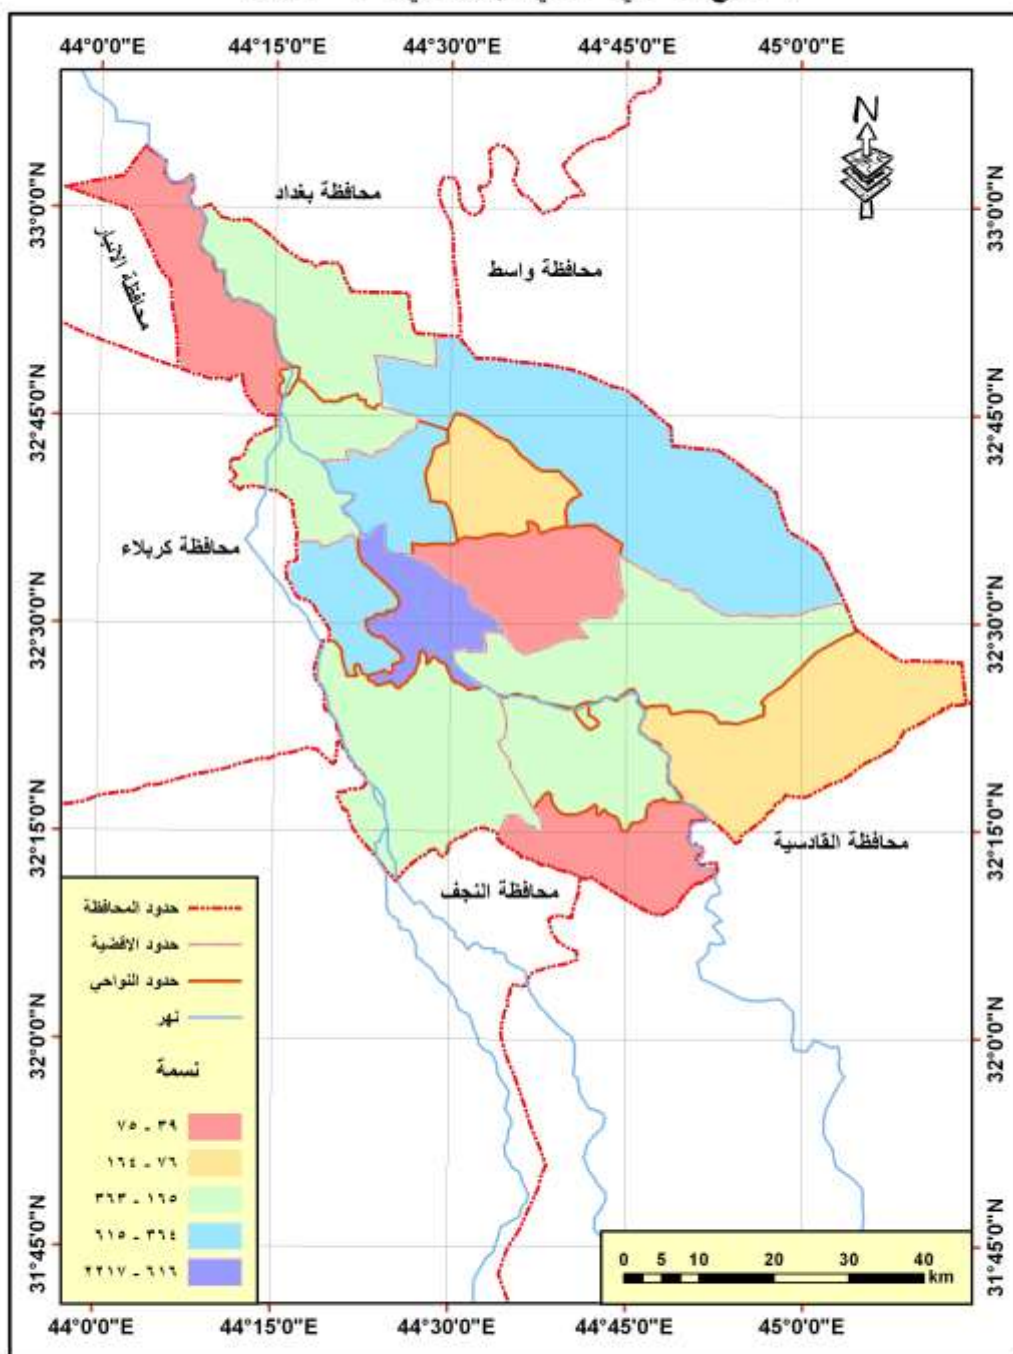 44°0'0"E 44°15'0"E 44°30'0"E 44°45'0"E 45°0'0"E
N
33°0'0"N
33°0'0"N
محافظة بغداد
محافظة الانبار
محافظة واسط
32°45'0"N
32°45'0"N
محافظة كربلاء
32°30'0"N
32°30'0"N
32°15'0"N
32°15'0"N
محافظة القادسية
محافظة النجف
حدود المحافظة
حدود الاقضية
حدود النواحي
نهر
32°0'0"N
32°0'0"N
نسمة
٣٩ - ٧٥
٧٦ - ١٦٤
١٦٥ - ٣٦٣
٣٦٤ - ٦١٥
٦١٦ - ٢٢١٧
31°45'0"N
31°45'0"N
0 5 10 20 30 40
km
44°0'0"E 44°15'0"E 44°30'0"E 44°45'0"E 45°0'0"E